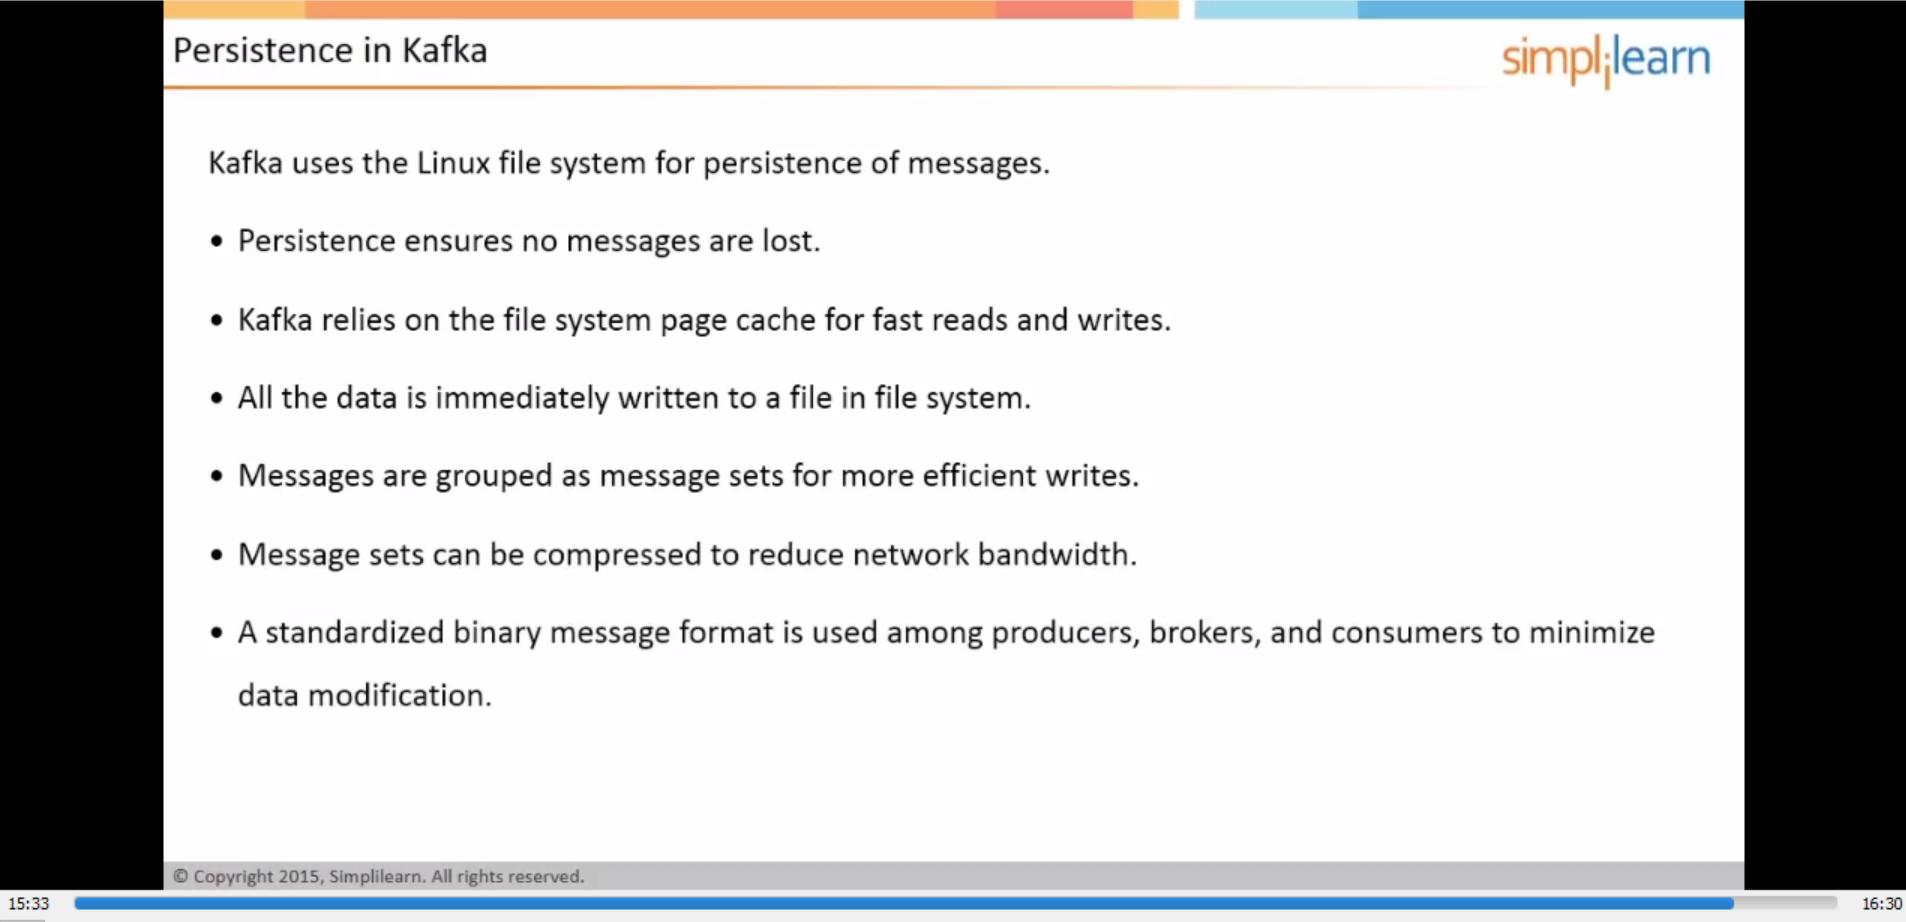 Persistence in Kafka
simplilearn
Kafka uses the Linux file system for persistence of messages.
• Persistence ensures no messages are lost.
• Kafka relies on the file system page cache for fast reads and writes.
• All the data is immediately written to a file in file system.
• Messages are grouped as message sets for more efficient writes.
• Message sets can be compressed to reduce network bandwidth.
• A standardized binary message format is used among producers, brokers, and consumers to minimize
data modification.
© Copyright 2015, Simplilearn. All rights reserved.
15:33
16:30